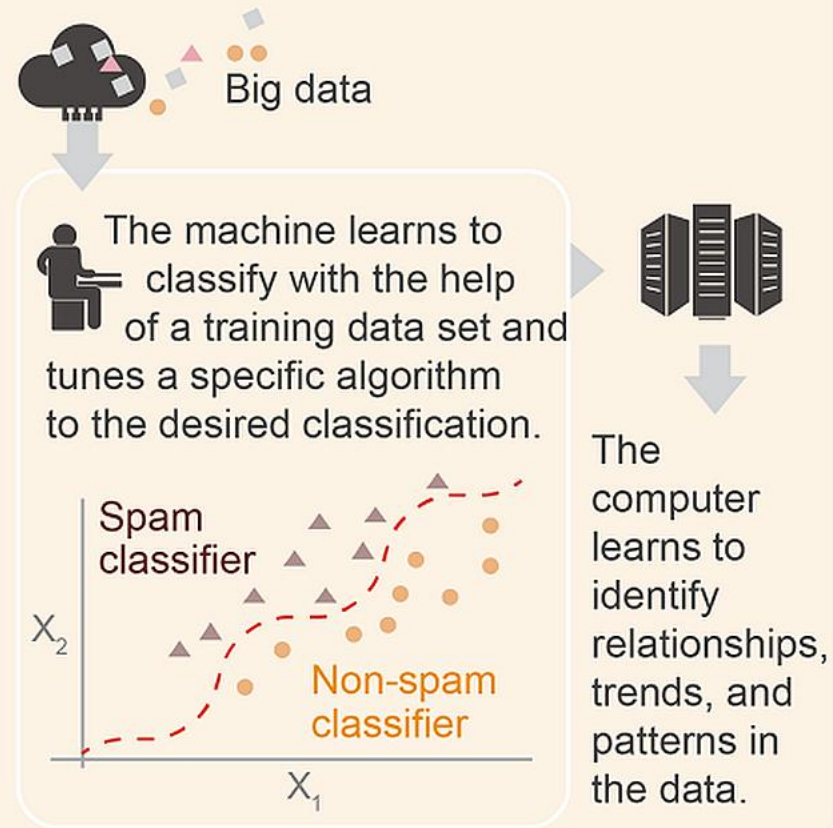 Big data
The machine learns to
classify with the help
of a training data set and
tunes a specific algorithm
to the desired classification.
Spam
classifier
X₂
Non-spam
classifier
X₁
The
computer
learns to
identify
relationships,
trends, and
patterns in
the data.